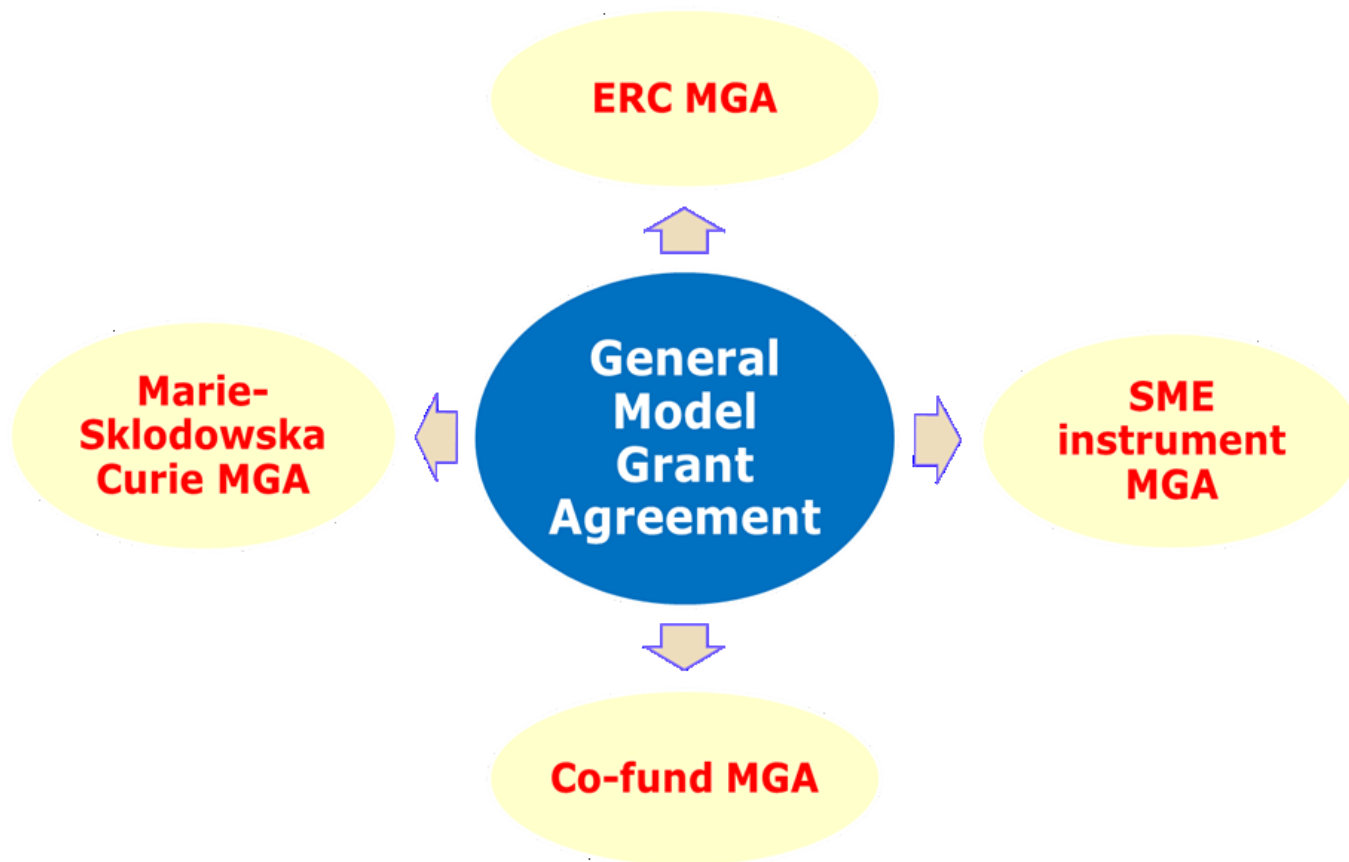 ERC MGA
Marie-
Sklodowska
Curie MGA
General
Model
Grant
Agreement
SME
instrument
MGA
Co-fund MGA